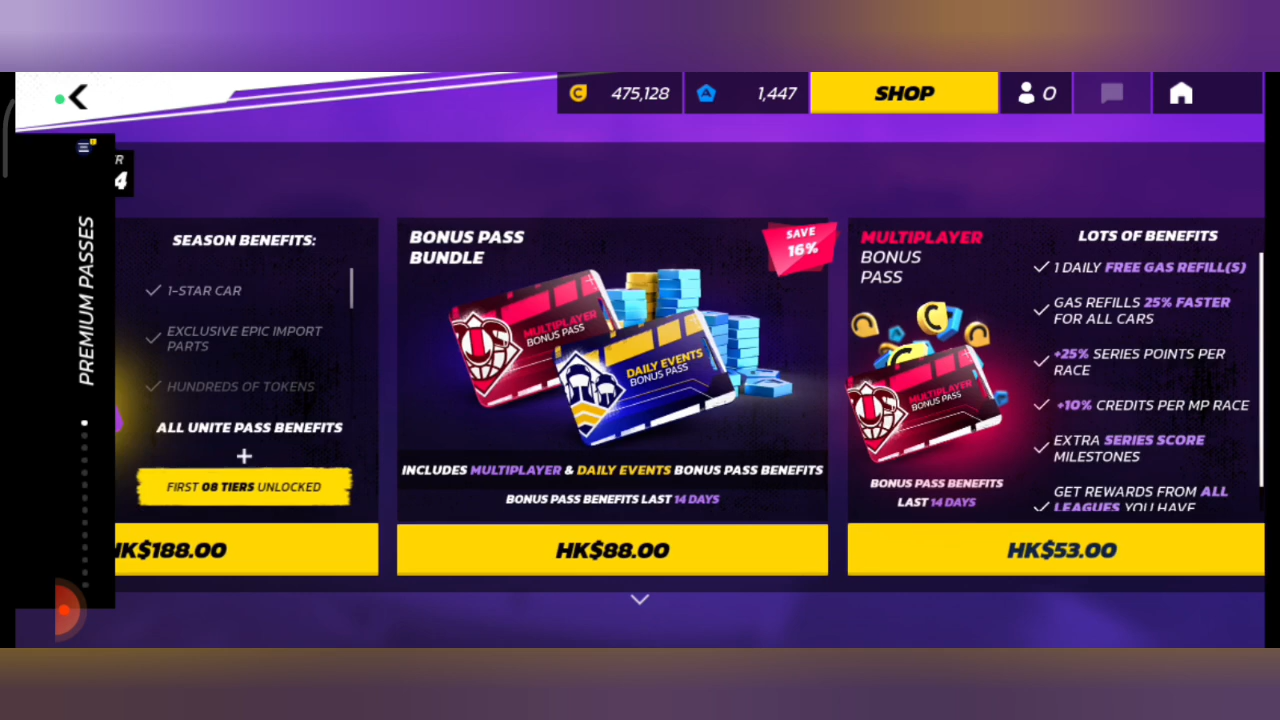 475,128
1,447
SHOP
0
R
4
PREMIUM PASSES
SEASON BENEFITS:
1-STAR CAR
EXCLUSIVE EPIC IMPORT
PARTS
HUNDREDS OF TOKENS
ALL UNITE PASS BENEFITS
+
FIRST 08 TIERS UNLOCKED
HK$188.00
BONUS PASS
BUNDLE
SAVE
16%
MULTIPLAYER
BONUS PASS
DAILY EVENTS
BONUS PASS
INCLUDES MULTIPLAYER & DAILY EVENTS BONUS PASS BENEFITS
BONUS PASS BENEFITS LAST 14 DAYS
HK$88.00
MULTIPLAYER
BONUS
PASS
MULTIPLAYER
BONUS PASS
BONUS PASS BENEFITS
LAST 14 DAYS
LOTS OF BENEFITS
1 DAILY FREE GAS REFILL(S)
GAS REFILLS 25% FASTER
FOR ALL CARS
+25% SERIES POINTS PER
RACE
+10% CREDITS PER MP RACE
EXTRA SERIES SCORE
MILESTONES
GET REWARDS FROM ALL
LEAGUES YOU HAVE
HK$53.00